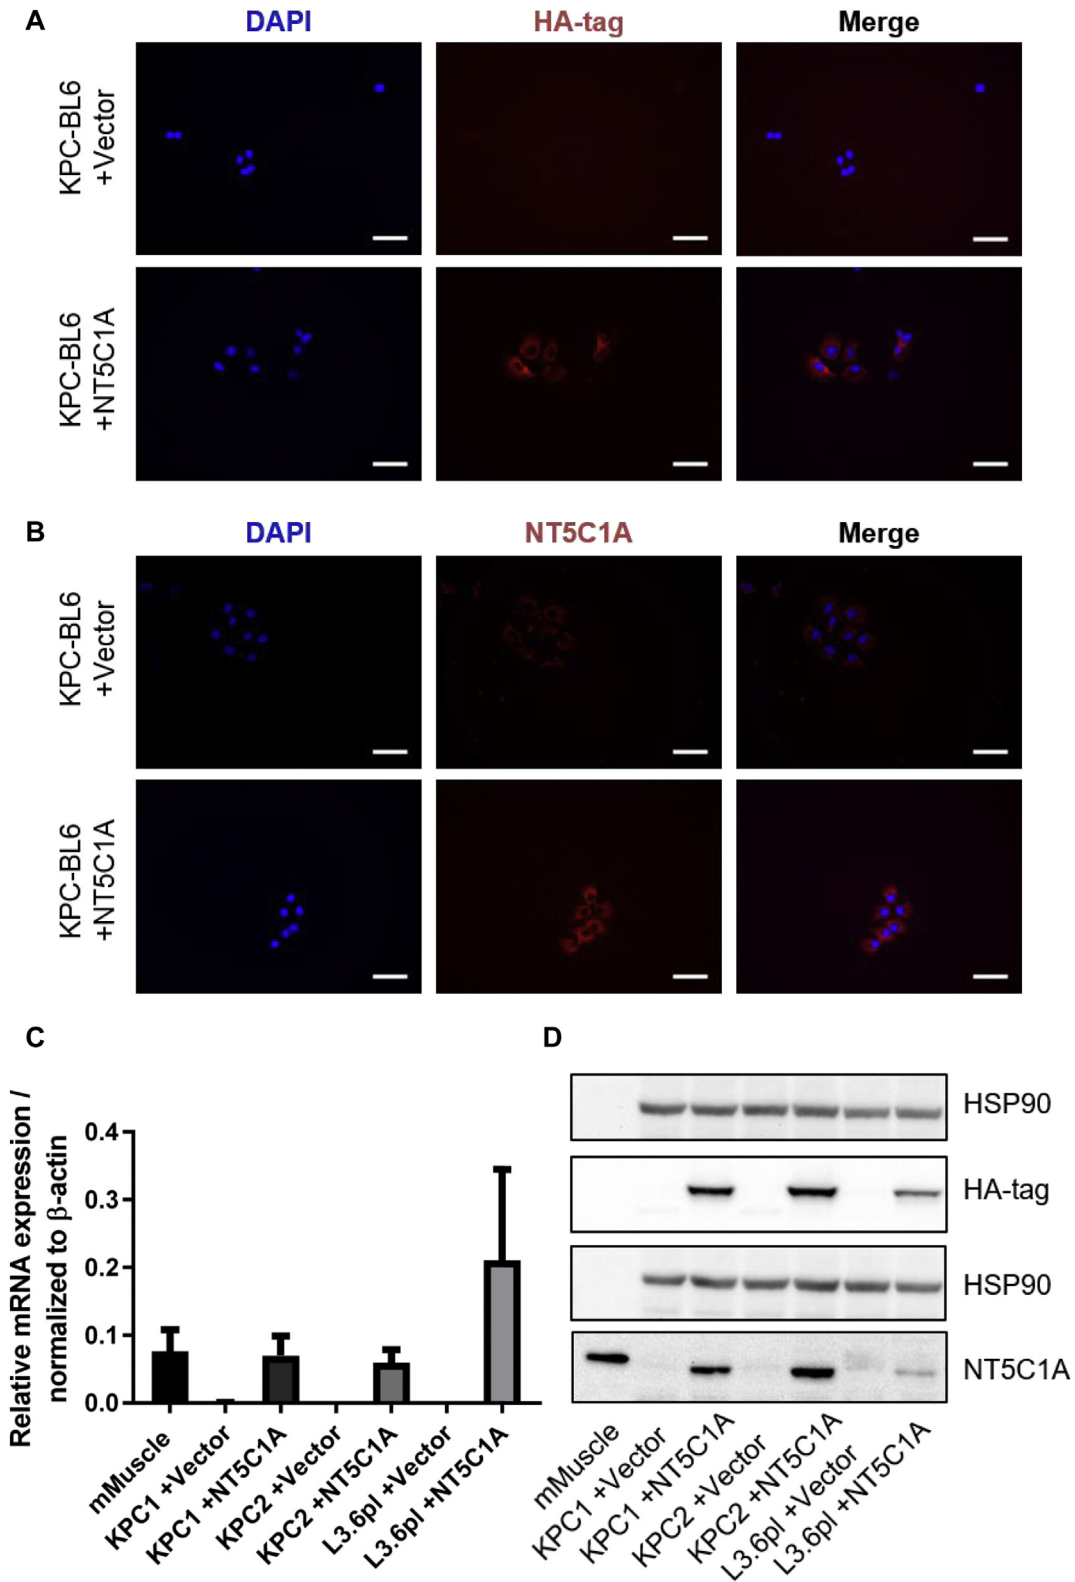 A
DAPI
HA-tag
Merge
KPC-BL6
+Vector
KPC-BL6
+NT5C1A
B
DAPI
NT5C1A
Merge
KPC-BL6
+Vector
KPC-BL6
+NT5C1A
C
Relative mRNA expression /
normalized to β-actin
0.4
0.3
0.2
0.1
0.0
mMuscle
KPC1 +Vector
KPC1 +NT5C1A
KPC2 +Vector
KPC2 +NT5C1A
L3.6pl +Vector
L3.6pl +NT5C1A
D
HSP90
HA-tag
HSP90
NT5C1A
mMuscle
KPC1 +Vector
KPC1 +NT5C1A
KPC2 +Vector
KPC2 +NT5C1A
L3.6pl +Vector
L3.6pl +NT5C1A